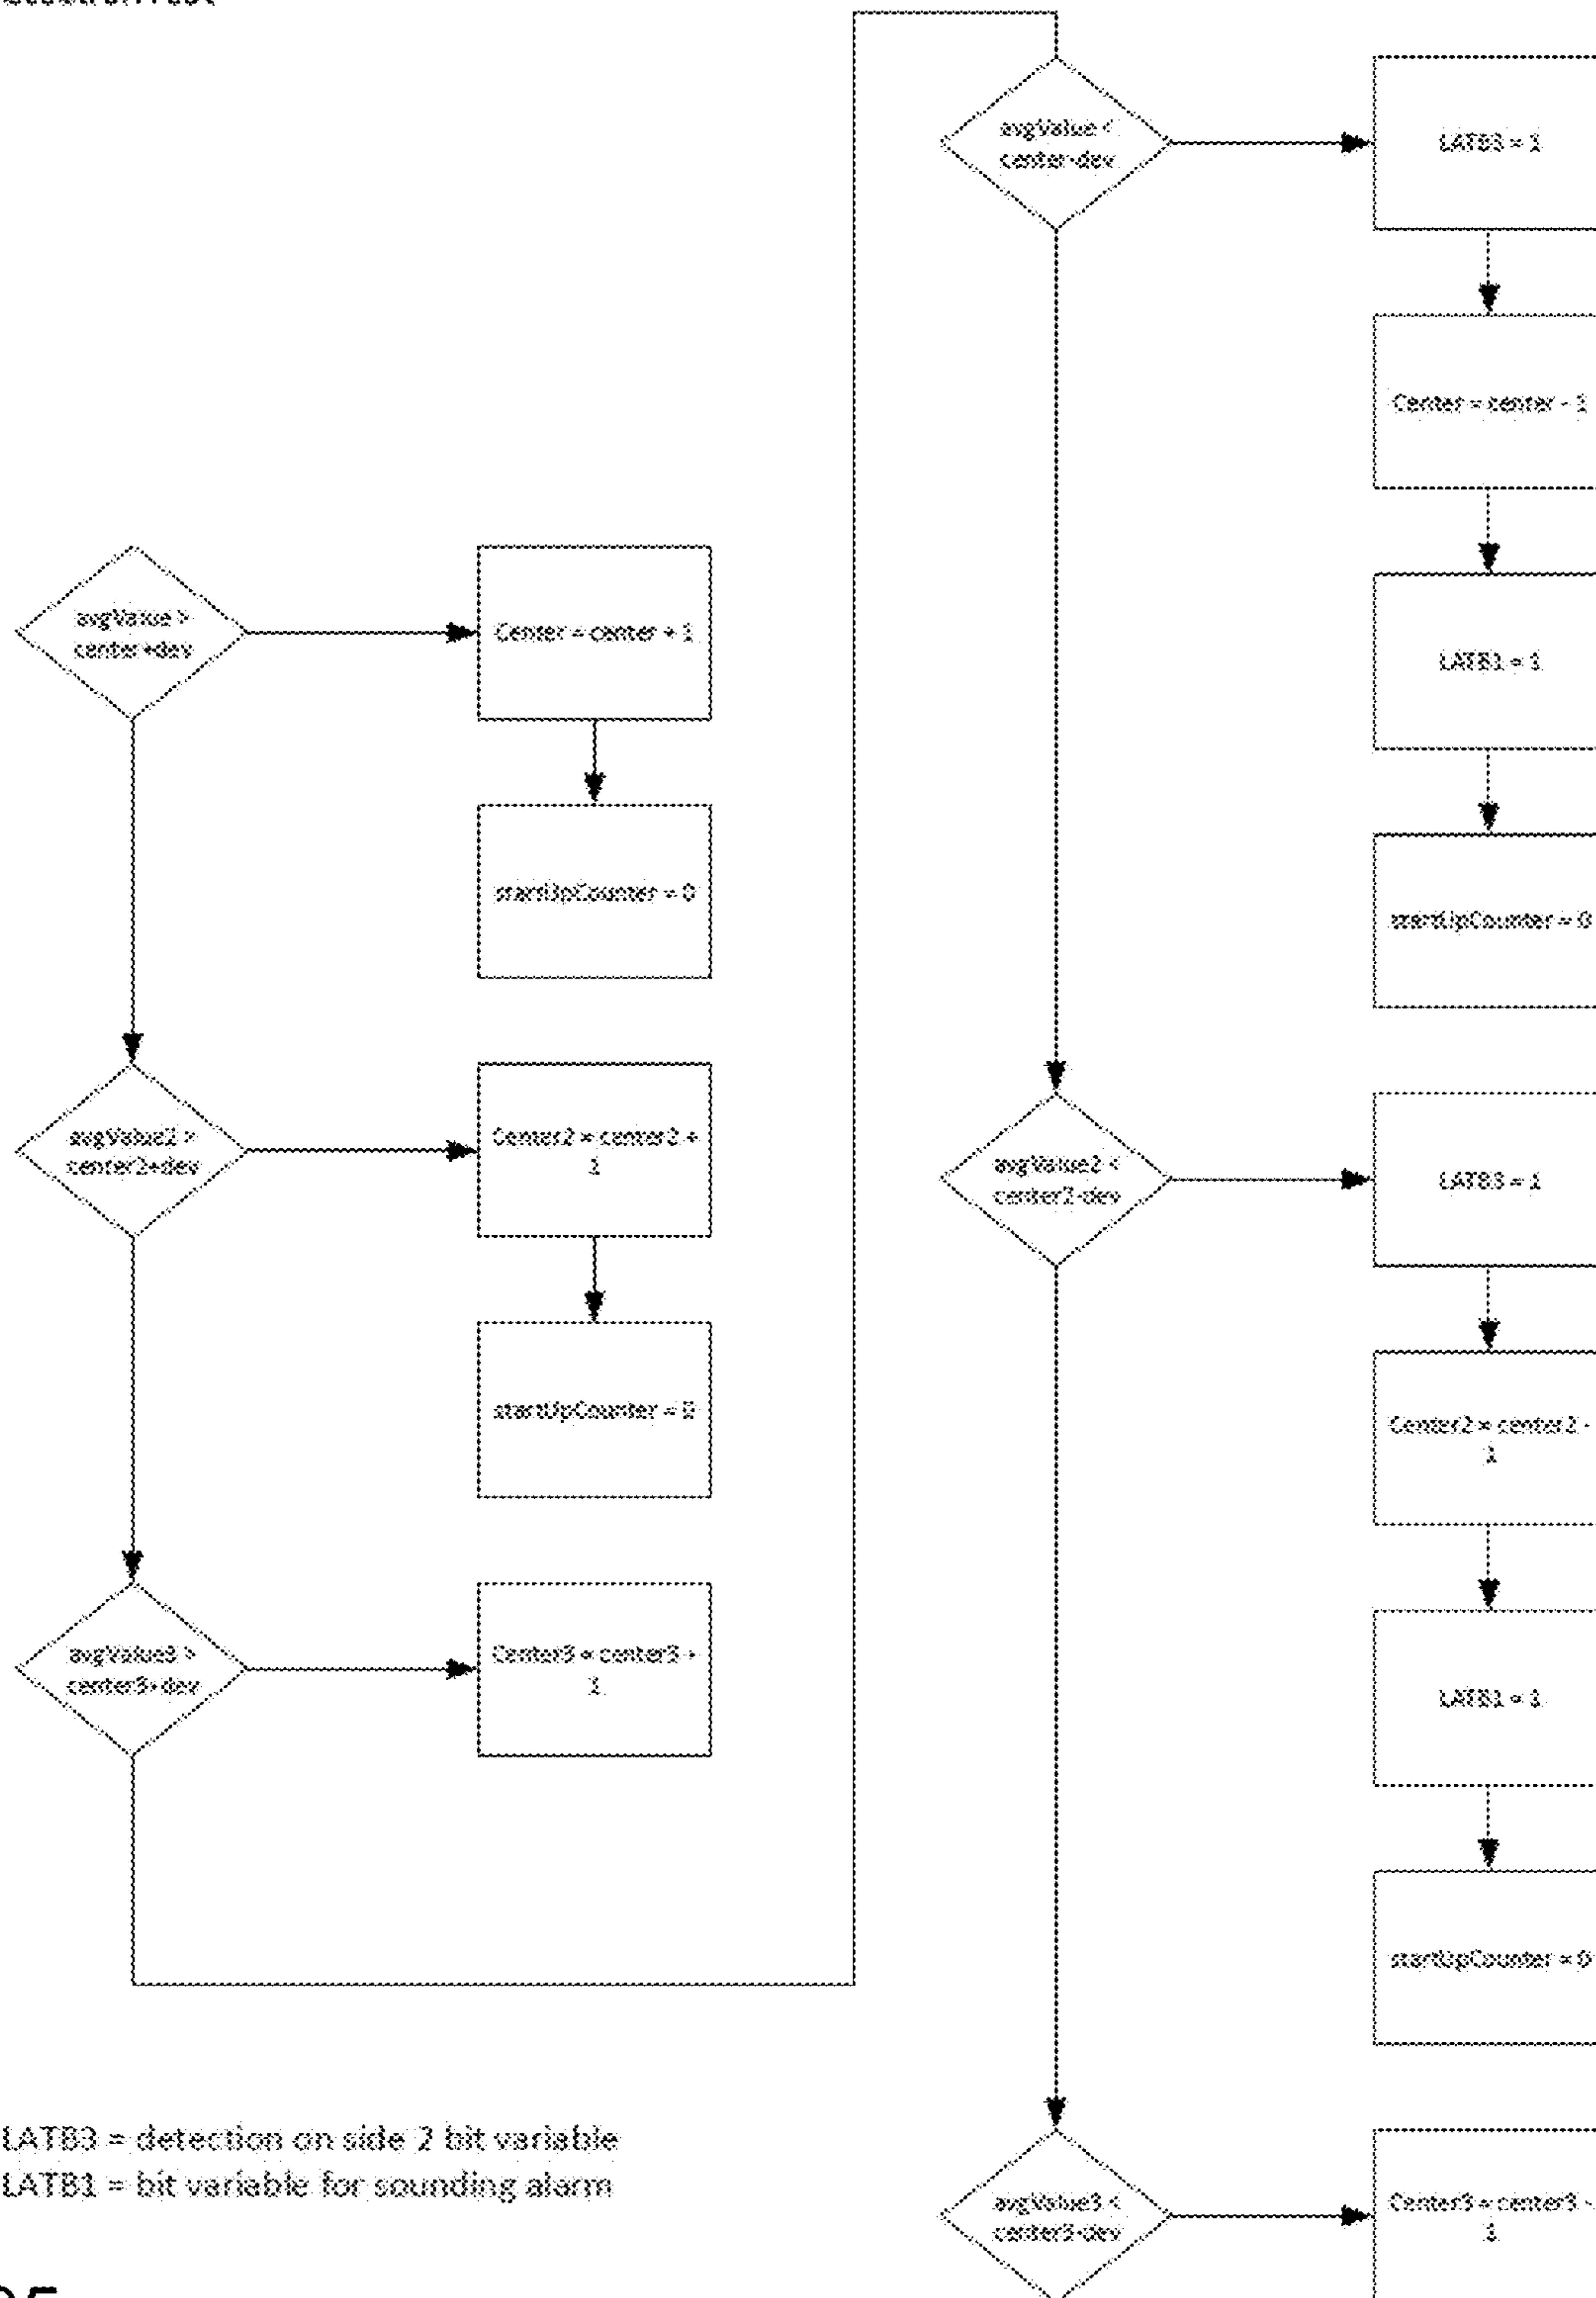 avgValue >
center+dev
Center = center + 1
startUpCounter = 0
avgValue2 >
center2+dev
Center2 = center2 +
1
startUpCounter = 0
avgValue3 >
center3+dev
Center3 = center3 +
1
avgValue <
center-dev
LATB3 = 1
Center = center - 1
LATB1 = 1
startUpCounter = 0
avgValue2 <
center2-dev
LATB3 = 1
Center2 = center2 -
1
LATB1 = 1
startUpCounter = 0
avgValue3 <
center3-dev
Center3 = center3 -
1
LATB3 = detection on side 2 bit variable
LATB1 = bit variable for sounding alarm